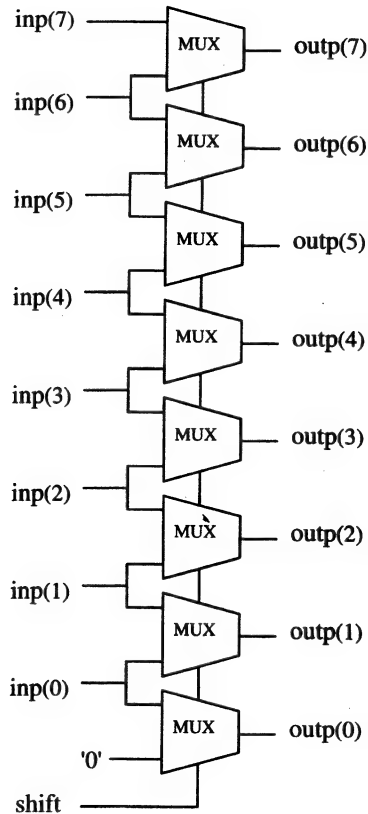 inp(7) MUX outp(7)
inp(6) MUX outp(6)
inp(5) MUX outp(5)
inp(4) MUX outp(4)
inp(3) MUX outp(3)
inp(2) MUX outp(2)
inp(1) MUX outp(1)
inp(0) MUX outp(0)
'0'
shift